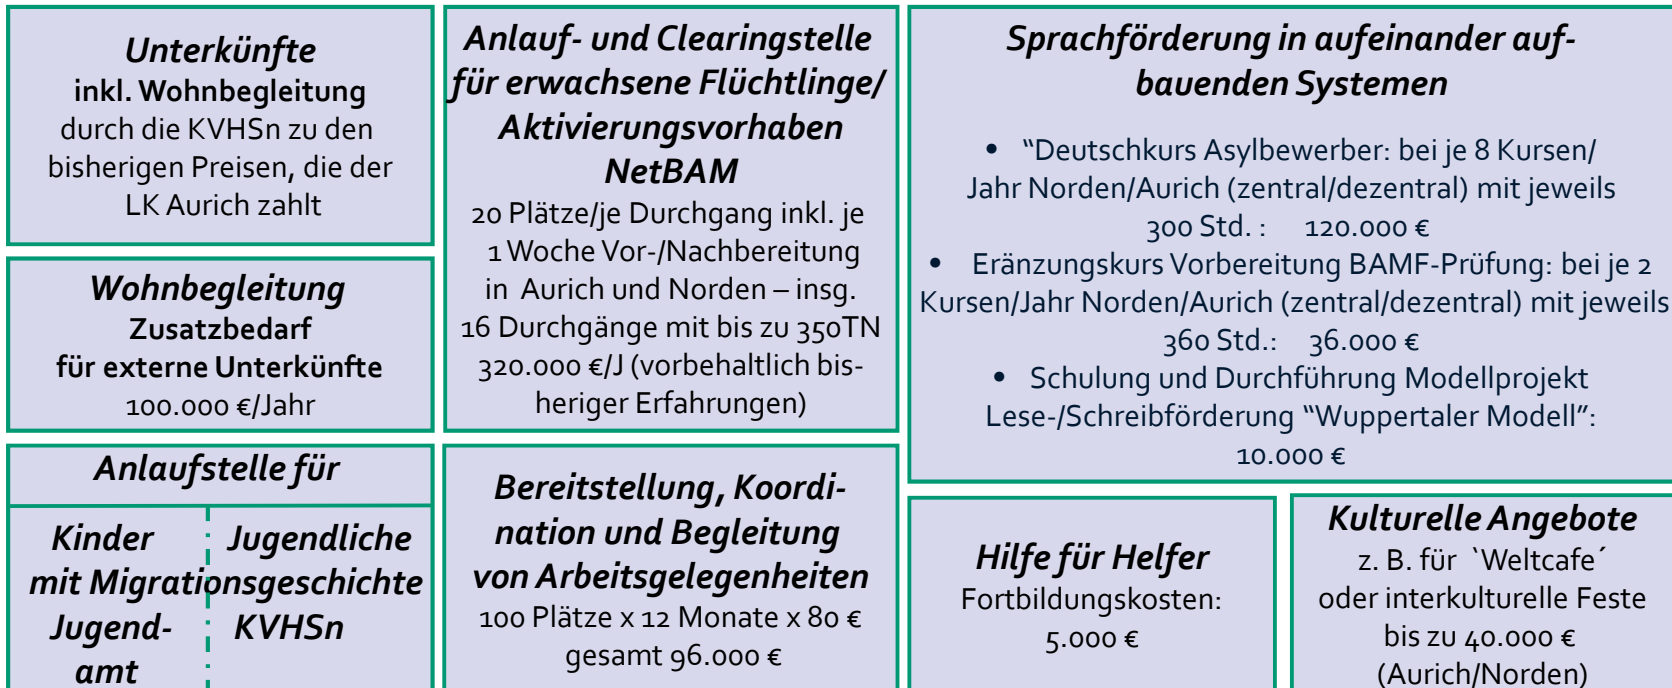 Unterkünfte
inkl. Wohnbegleitung
durch die KVHSn zu den
bisherigen Preisen, die der
LK Aurich zahlt
Wohnbegleitung
Zusatzbedarf
für externe Unterkünfte
100.000 €/Jahr
Anlaufstelle für
Kinder Jugendliche
mit Migrationsgeschichte
Jugend- KVHSn
amt
Anlauf- und Clearingstelle
für erwachsene Flüchtlinge/
Aktivierungsvorhaben
NetBAM
20 Plätze/je Durchgang inkl. je
1 Woche Vor-/Nachbereitung
in Aurich und Norden – insg.
16 Durchgänge mit bis zu 350TN
320.000 €/J (vorbehaltlich bis-
heriger Erfahrungen)
Bereitstellung, Koordi-
nation und Begleitung
von Arbeitsgelegenheiten
100 Plätze x 12 Monate x 80 €
gesamt 96.000 €
Sprachförderung in aufeinander auf-
bauenden Systemen
• “Deutschkurs Asylbewerber: bei je 8 Kursen/
Jahr Norden/Aurich (zentral/dezentral) mit jeweils
300 Std. : 120.000 €
• Eränzungskurs Vorbereitung BAMF-Prüfung: bei je 2
Kursen/Jahr Norden/Aurich (zentral/dezentral) mit jeweils
360 Std.: 36.000 €
• Schulung und Durchführung Modellprojekt
Lese-/Schreibförderung “Wuppertaler Modell”:
10.000 €
Hilfe für Helfer
Fortbildungskosten:
5.000 €
Kulturelle Angebote
z. B. für `Weltcafe´
oder interkulturelle Feste
bis zu 40.000 €
(Aurich/Norden)